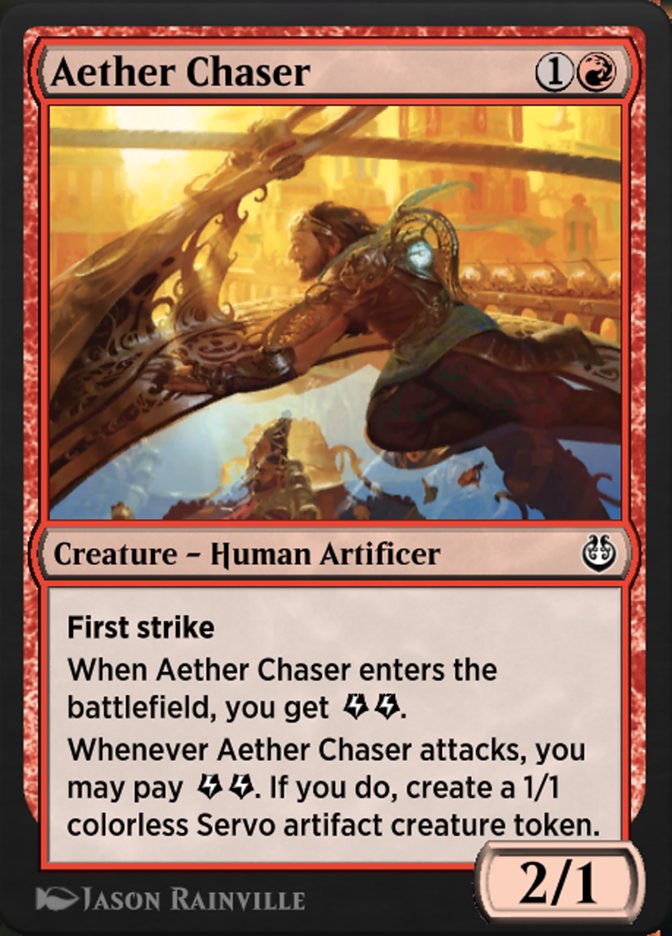 Aether Chaser 1
Creature – Human Artificer
First strike
When Aether Chaser enters the
battlefield, you get .
Whenever Aether Chaser attacks, you
may pay . If you do, create a 1/1
colorless Servo artifact creature token.
2/1
Jason Rainville